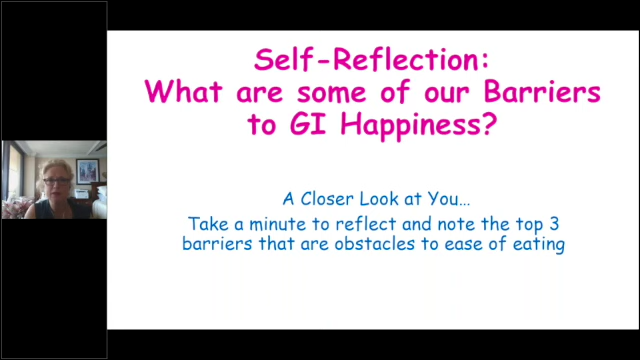 Self-Reflection:
What are some of our Barriers
to GI Happiness?
A Closer Look at You…
Take a minute to reflect and note the top 3
barriers that are obstacles to ease of eating